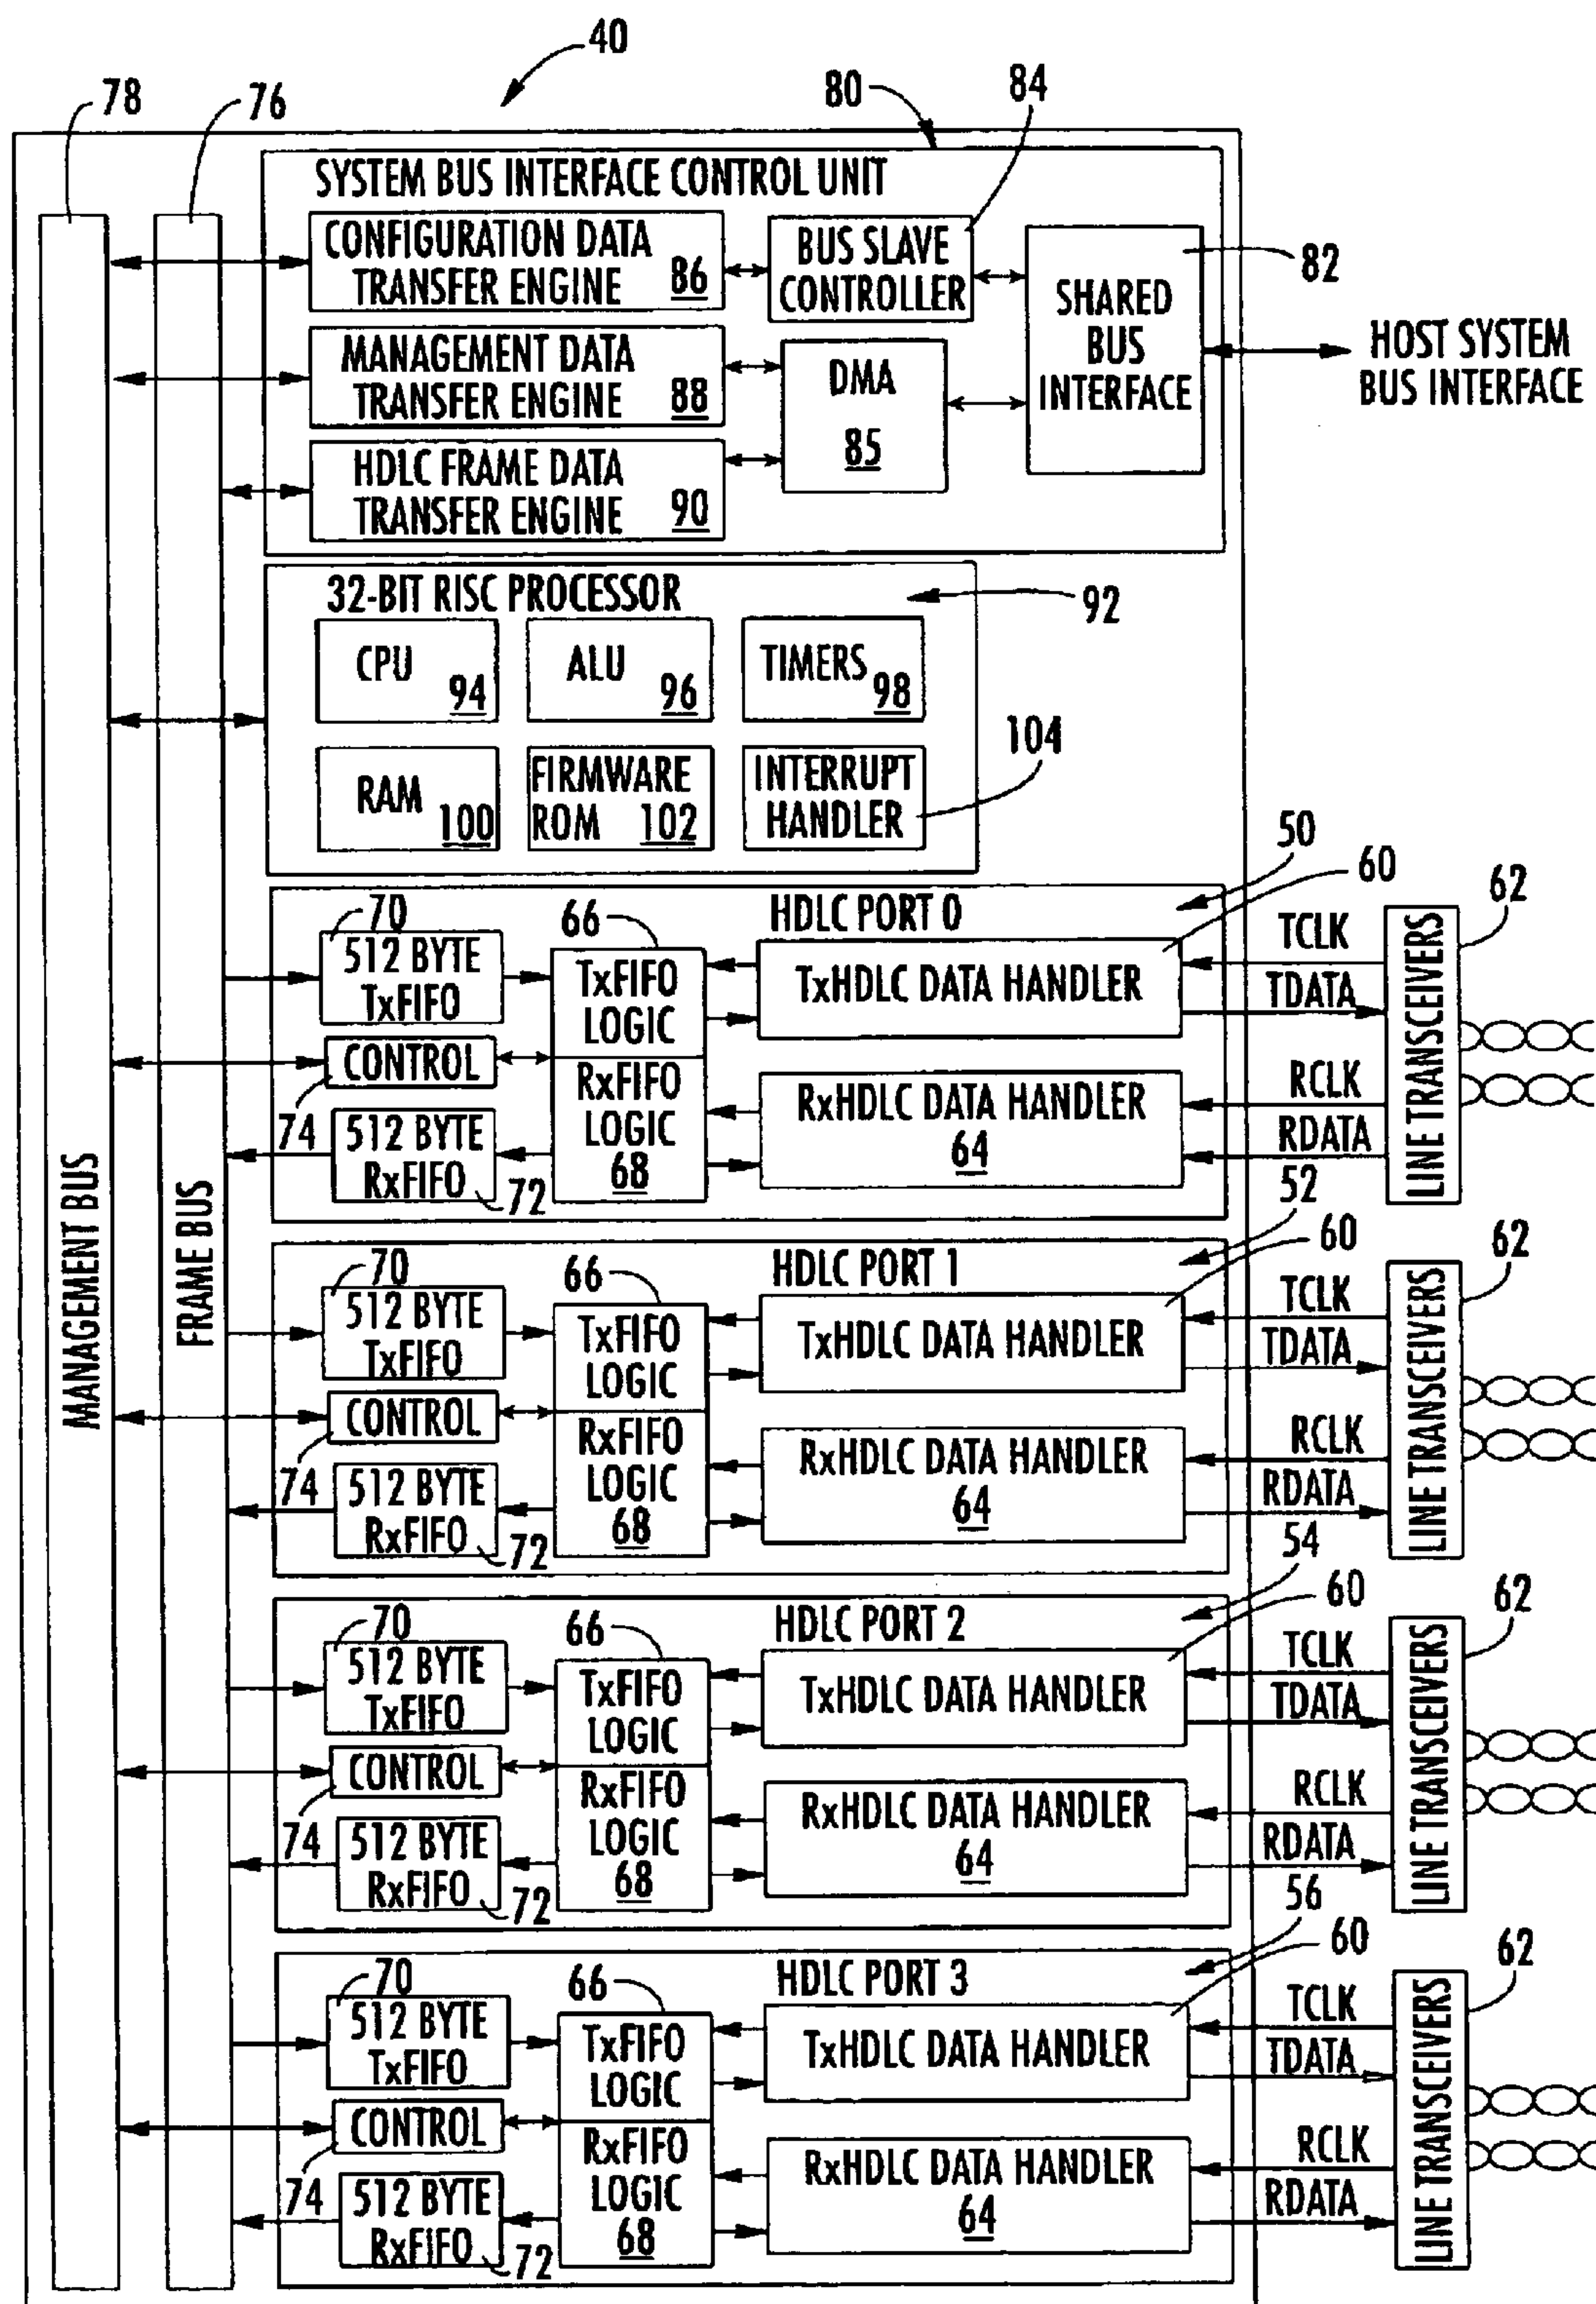 40
78
76
80
84
SYSTEM BUS INTERFACE CONTROL UNIT
CONFIGURATION DATA
TRANSFER ENGINE 86
BUS SLAVE
CONTROLLER
82
SHARED
BUS
INTERFACE
HOST SYSTEM
BUS INTERFACE
MANAGEMENT DATA
TRANSFER ENGINE 88
DMA
85
HDLC FRAME DATA
TRANSFER ENGINE 90
32-BIT RISC PROCESSOR
92
CPU
94
ALU
96
TIMERS
98
104
RAM
100
FIRMWARE
ROM 102
INTERRUPT
HANDLER
MANAGEMENT BUS
FRAME BUS
50
60
62
HDLC PORT 0
70
512 BYTE
TxFIFO
66
TxFIFO
LOGIC
TxHDLC DATA HANDLER
TCLK
TDATA
LINE TRANSCEIVERS
CONTROL
74
RxFIFO
LOGIC
68
RxHDLC DATA HANDLER
64
RCLK
RDATA
512 BYTE
RxFIFO
72
52
60
62
HDLC PORT 1
70
512 BYTE
TxFIFO
66
TxFIFO
LOGIC
TxHDLC DATA HANDLER
TCLK
TDATA
LINE TRANSCEIVERS
CONTROL
74
RxFIFO
LOGIC
68
RxHDLC DATA HANDLER
64
RCLK
RDATA
512 BYTE
RxFIFO
72
54
60
62
HDLC PORT 2
70
512 BYTE
TxFIFO
66
TxFIFO
LOGIC
TxHDLC DATA HANDLER
TCLK
TDATA
LINE TRANSCEIVERS
CONTROL
74
RxFIFO
LOGIC
68
RxHDLC DATA HANDLER
64
RCLK
RDATA
512 BYTE
RxFIFO
72
56
60
62
HDLC PORT 3
70
512 BYTE
TxFIFO
66
TxFIFO
LOGIC
TxHDLC DATA HANDLER
TCLK
TDATA
LINE TRANSCEIVERS
CONTROL
74
RxFIFO
LOGIC
68
RxHDLC DATA HANDLER
64
RCLK
RDATA
512 BYTE
RxFIFO
72